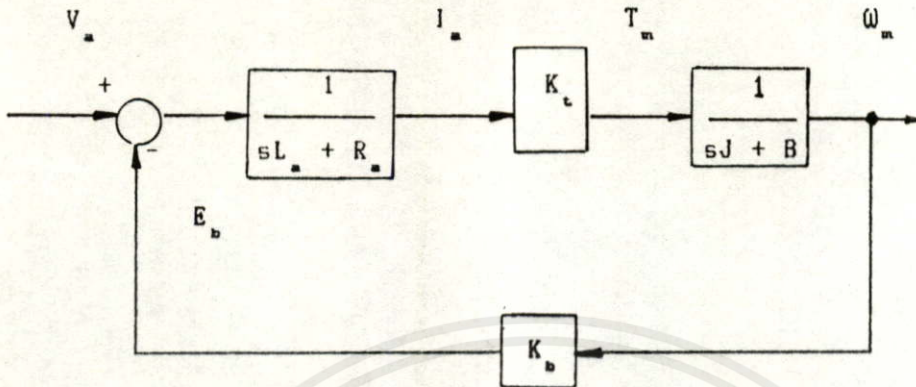 V_a I_a T_m ω_m
+ 1 K_t 1
sL_a + R_a sJ + B
-
E_b
K_b